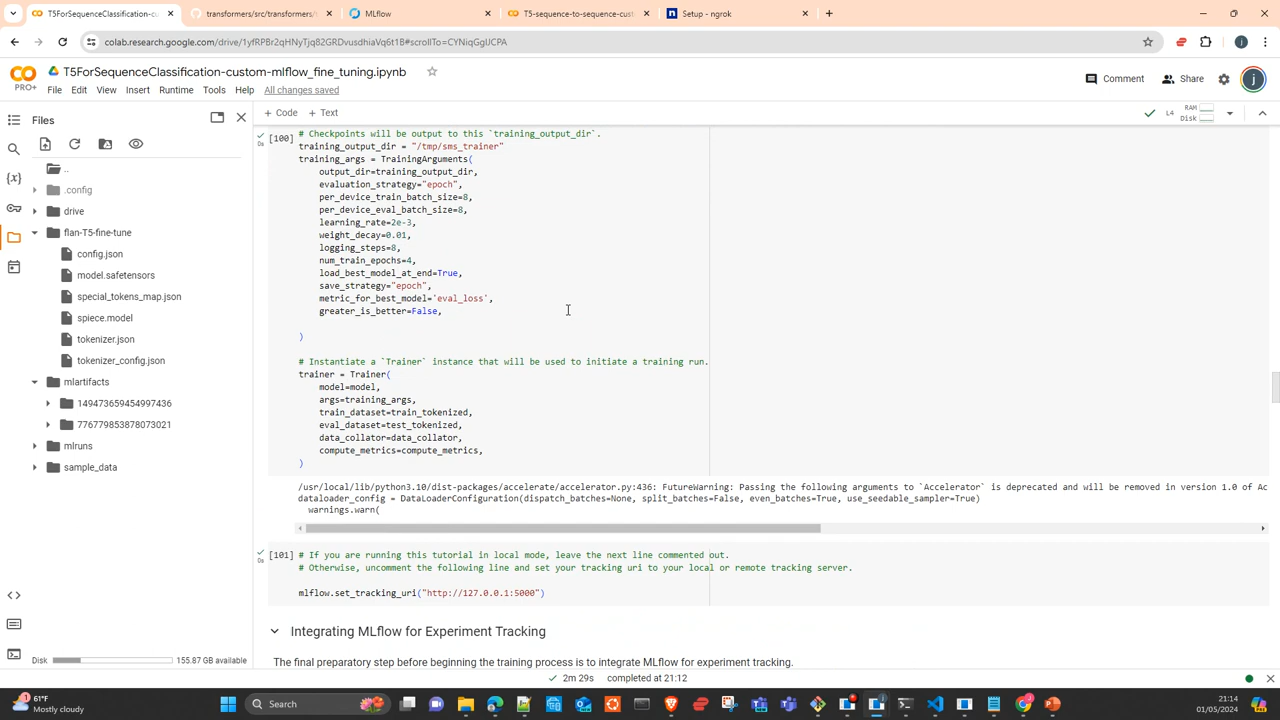 T5ForSequenceClassification-cu
transformers/src/transformers/
MLflow
T5-sequence-to-sequence-cust
Setup - ngrok
colab.research.google.com/drive/1yfRPBr2qHNyTjq82GRDvusdhiaVq6t1B#scrollTo=CYNiqGgIJCPA
T5ForSequenceClassification-custom-mlflow_fine_tuning.ipynb
Comment
Share
PRO+
File Edit View Insert Runtime Tools Help All changes saved
Files
+ Code + Text
L4
RAM
Disk
..
.config
drive
flan-T5-fine-tune
config.json
model.safetensors
special_tokens_map.json
spiece.model
tokenizer.json
tokenizer_config.json
mlartifacts
149473659454997436
776779853878073021
mlruns
sample_data
Disk
155.87 GB available
[100]
0s
# Checkpoints will be output to this `training_output_dir`.
training_output_dir = "/tmp/sms_trainer"
training_args = TrainingArguments(
output_dir=training_output_dir,
evaluation_strategy="epoch",
per_device_train_batch_size=8,
per_device_eval_batch_size=8,
learning_rate=2e-3,
weight_decay=0.01,
logging_steps=8,
num_train_epochs=4,
load_best_model_at_end=True,
save_strategy="epoch",
metric_for_best_model='eval_loss',
greater_is_better=False,
)
# Instantiate a `Trainer` instance that will be used to initiate a training run.
trainer = Trainer(
model=model,
args=training_args,
train_dataset=train_tokenized,
eval_dataset=test_tokenized,
data_collator=data_collator,
compute_metrics=compute_metrics,
)
/usr/local/lib/python3.10/dist-packages/accelerate/accelerator.py:436: FutureWarning: Passing the following arguments to `Accelerator` is deprecated and will be removed in version 1.0 of Ac
dataloader_config = DataLoaderConfiguration(dispatch_batches=None, split_batches=False, even_batches=True, use_seedable_sampler=True)
warnings.warn(
[101]
0s
# If you are running this tutorial in local mode, leave the next line commented out.
# Otherwise, uncomment the following line and set your tracking uri to your local or remote tracking server.
mlflow.set_tracking_uri("http://127.0.0.1:5000")
Integrating MLflow for Experiment Tracking
The final preparatory step before beginning the training process is to integrate MLflow for experiment tracking.
2m 29s completed at 21:12
61°F
Mostly cloudy
Search
21:14
01/05/2024